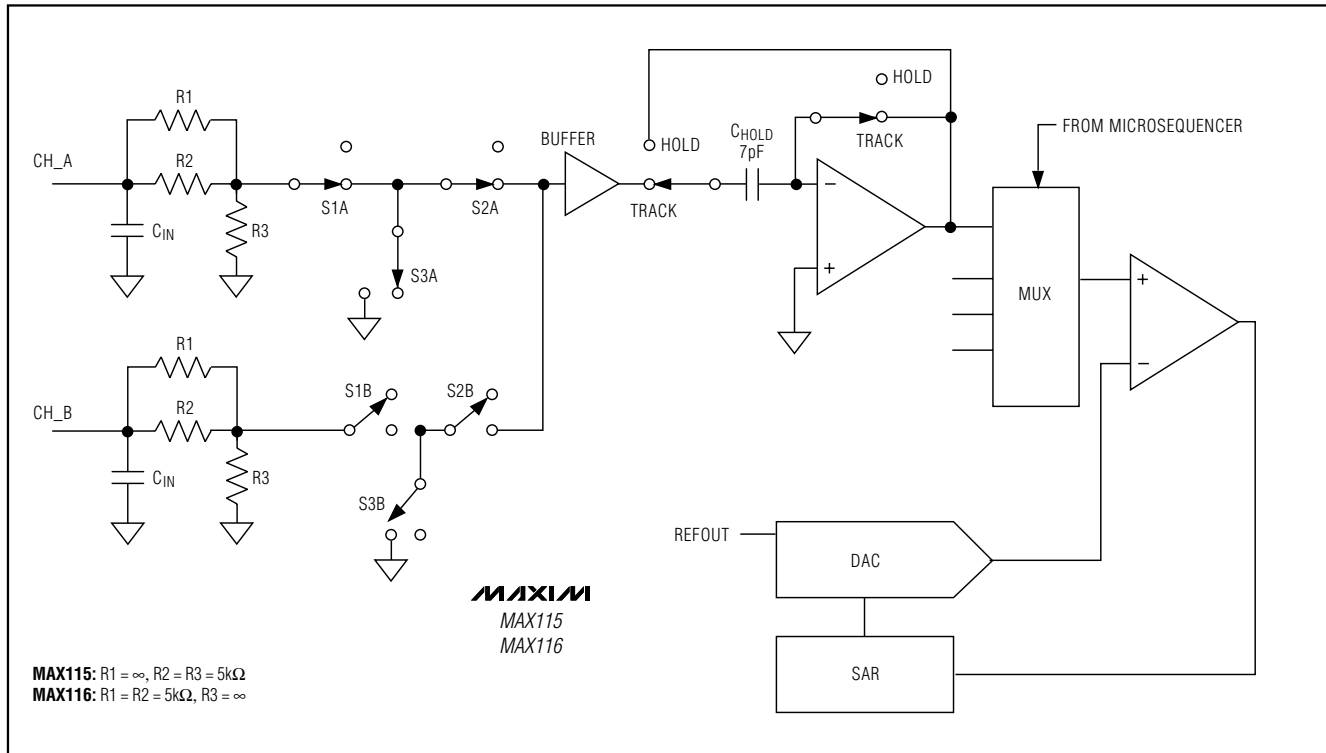 HOLD
R1
HOLD
C_HOLD
7pF
BUFFER
FROM MICROSEQUENCER
R2
CH_A
TRACK
S1A
S2A
TRACK
C_IN
R3
S3A
MUX
R1
R2
CH_B
S1B
S2B
C_IN
R3
S3B
REFOUT
DAC
MAXIM
MAX115
MAX116
SAR
MAX115: R1 = ∞, R2 = R3 = 5kΩ
MAX116: R1 = R2 = 5kΩ, R3 = ∞